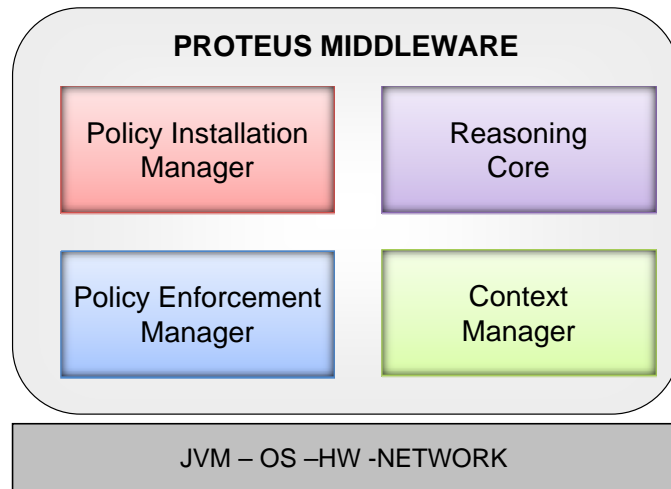 PROTEUS MIDDLEWARE
Policy Installation
Manager
Reasoning
Core
Policy Enforcement
Manager
Context
Manager
JVM – OS –HW -NETWORK